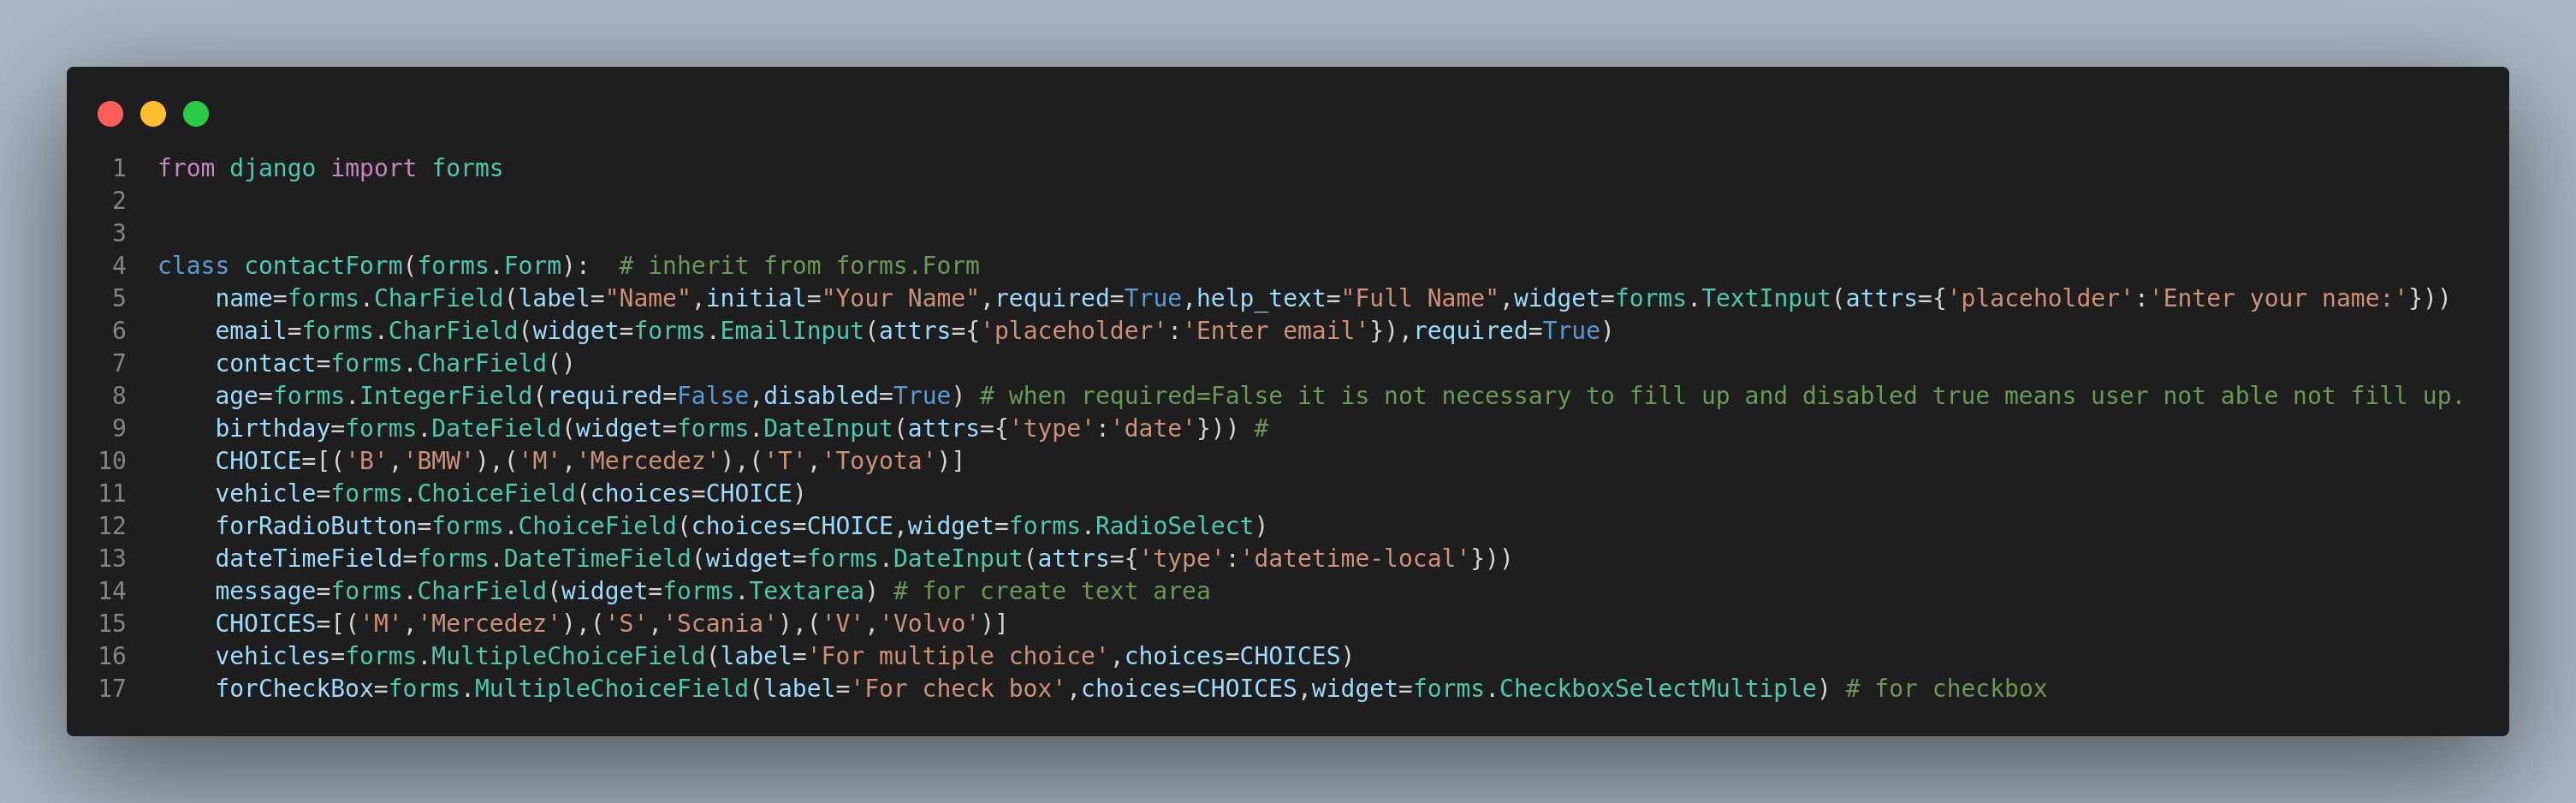 1 from django import forms
2
3
4 class contactForm(forms.Form):  # inherit from forms.Form
5     name=forms.CharField(label="Name",initial="Your Name",required=True,help_text="Full Name",widget=forms.TextInput(attrs={'placeholder':'Enter your name:'}))
6     email=forms.CharField(widget=forms.EmailInput(attrs={'placeholder':'Enter email'}),required=True)
7     contact=forms.CharField()
8     age=forms.IntegerField(required=False,disabled=True) # when required=False it is not necessary to fill up and disabled true means user not able not fill up.
9     birthday=forms.DateField(widget=forms.DateInput(attrs={'type':'date'})) #
10     CHOICE=[('B','BMW'),('M','Mercedez'),('T','Toyota')]
11     vehicle=forms.ChoiceField(choices=CHOICE)
12     forRadioButton=forms.ChoiceField(choices=CHOICE,widget=forms.RadioSelect)
13     dateTimeField=forms.DateTimeField(widget=forms.DateInput(attrs={'type':'datetime-local'}))
14     message=forms.CharField(widget=forms.Textarea) # for create text area
15     CHOICES=[('M','Mercedez'),('S','Scania'),('V','Volvo')]
16     vehicles=forms.MultipleChoiceField(label='For multiple choice',choices=CHOICES)
17     forCheckBox=forms.MultipleChoiceField(label='For check box',choices=CHOICES,widget=forms.CheckboxSelectMultiple) # for checkbox